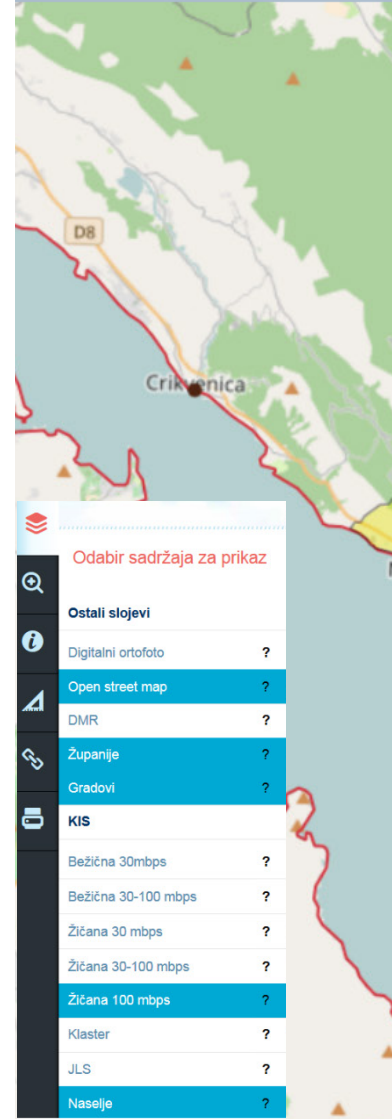 D8
Crikvenica
Odabir sadržaja za prikaz
Ostali slojevi
Digitalni ortofoto ?
Open street map ?
DMR ?
Županije ?
Gradovi ?
KIS
Bežična 30mbps ?
Bežična 30-100 mbps ?
Žičana 30 mbps ?
Žičana 30-100 mbps ?
Žičana 100 mbps ?
Klaster ?
JLS ?
Naselje ?